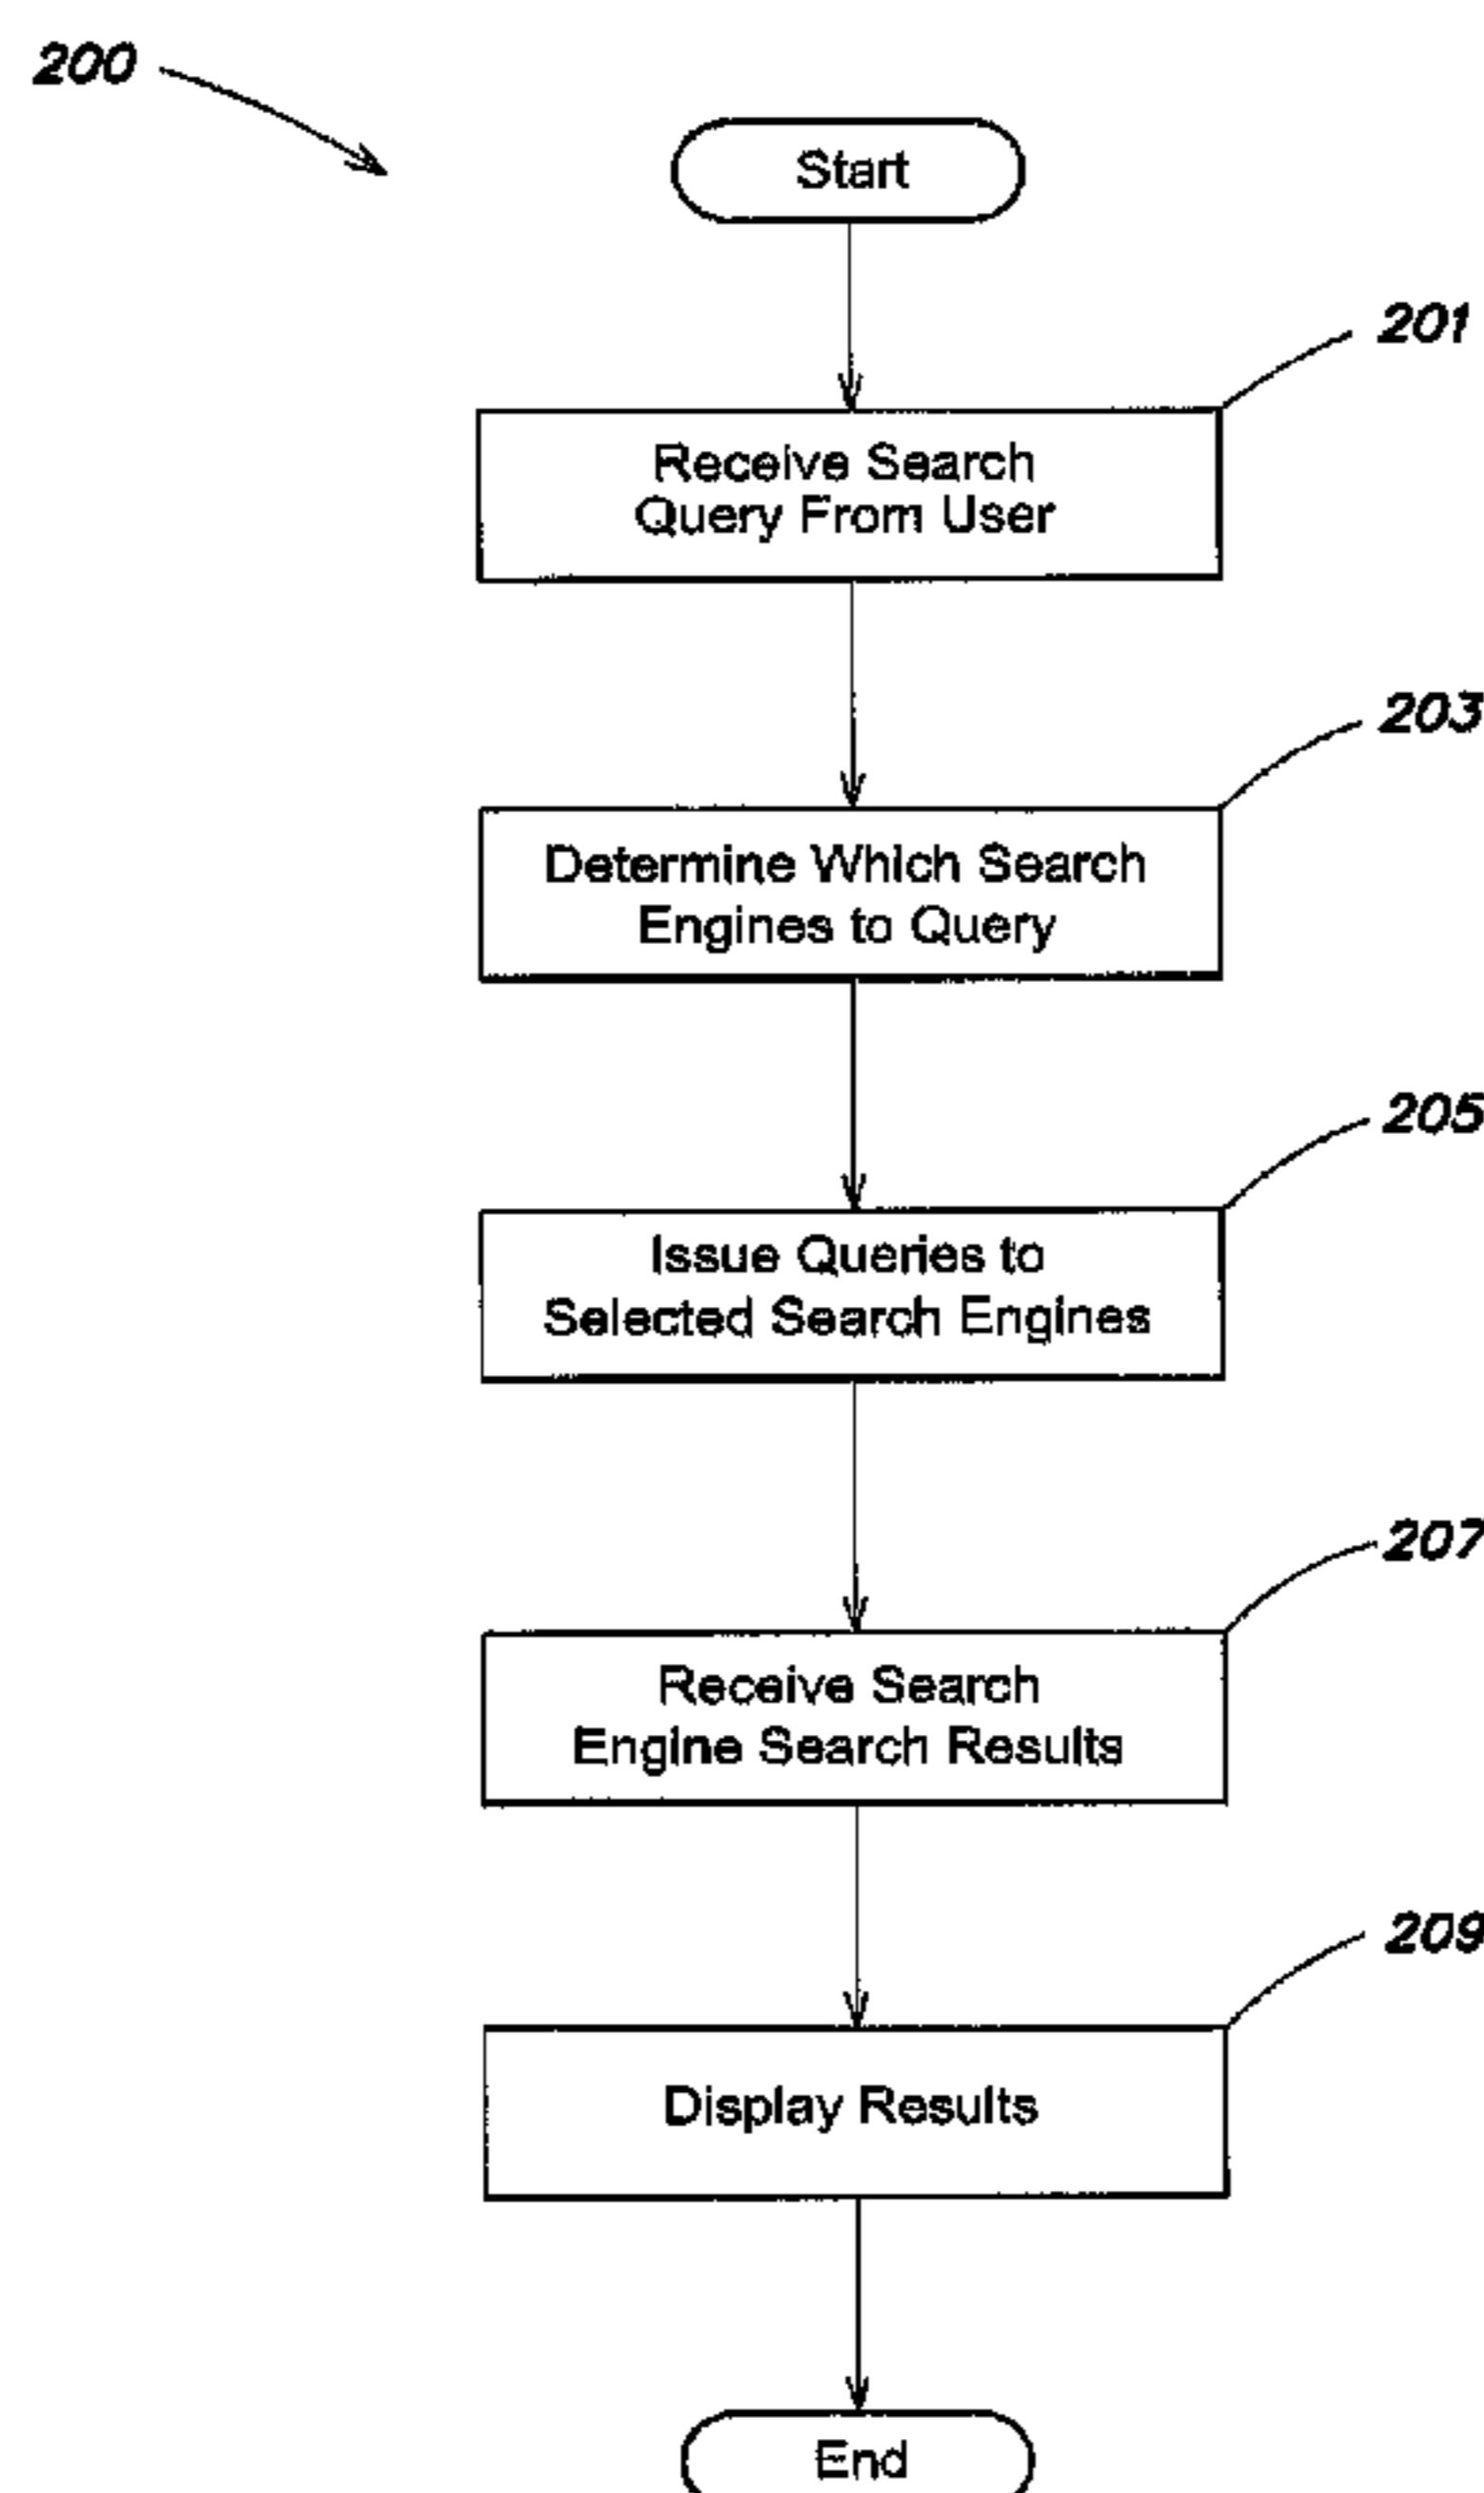 200
Start
201
Receive Search
Query From User
203
Determine Which Search
Engines to Query
205
Issue Queries to
Selected Search Engines
207
Receive Search
Engine Search Results
209
Display Results
End